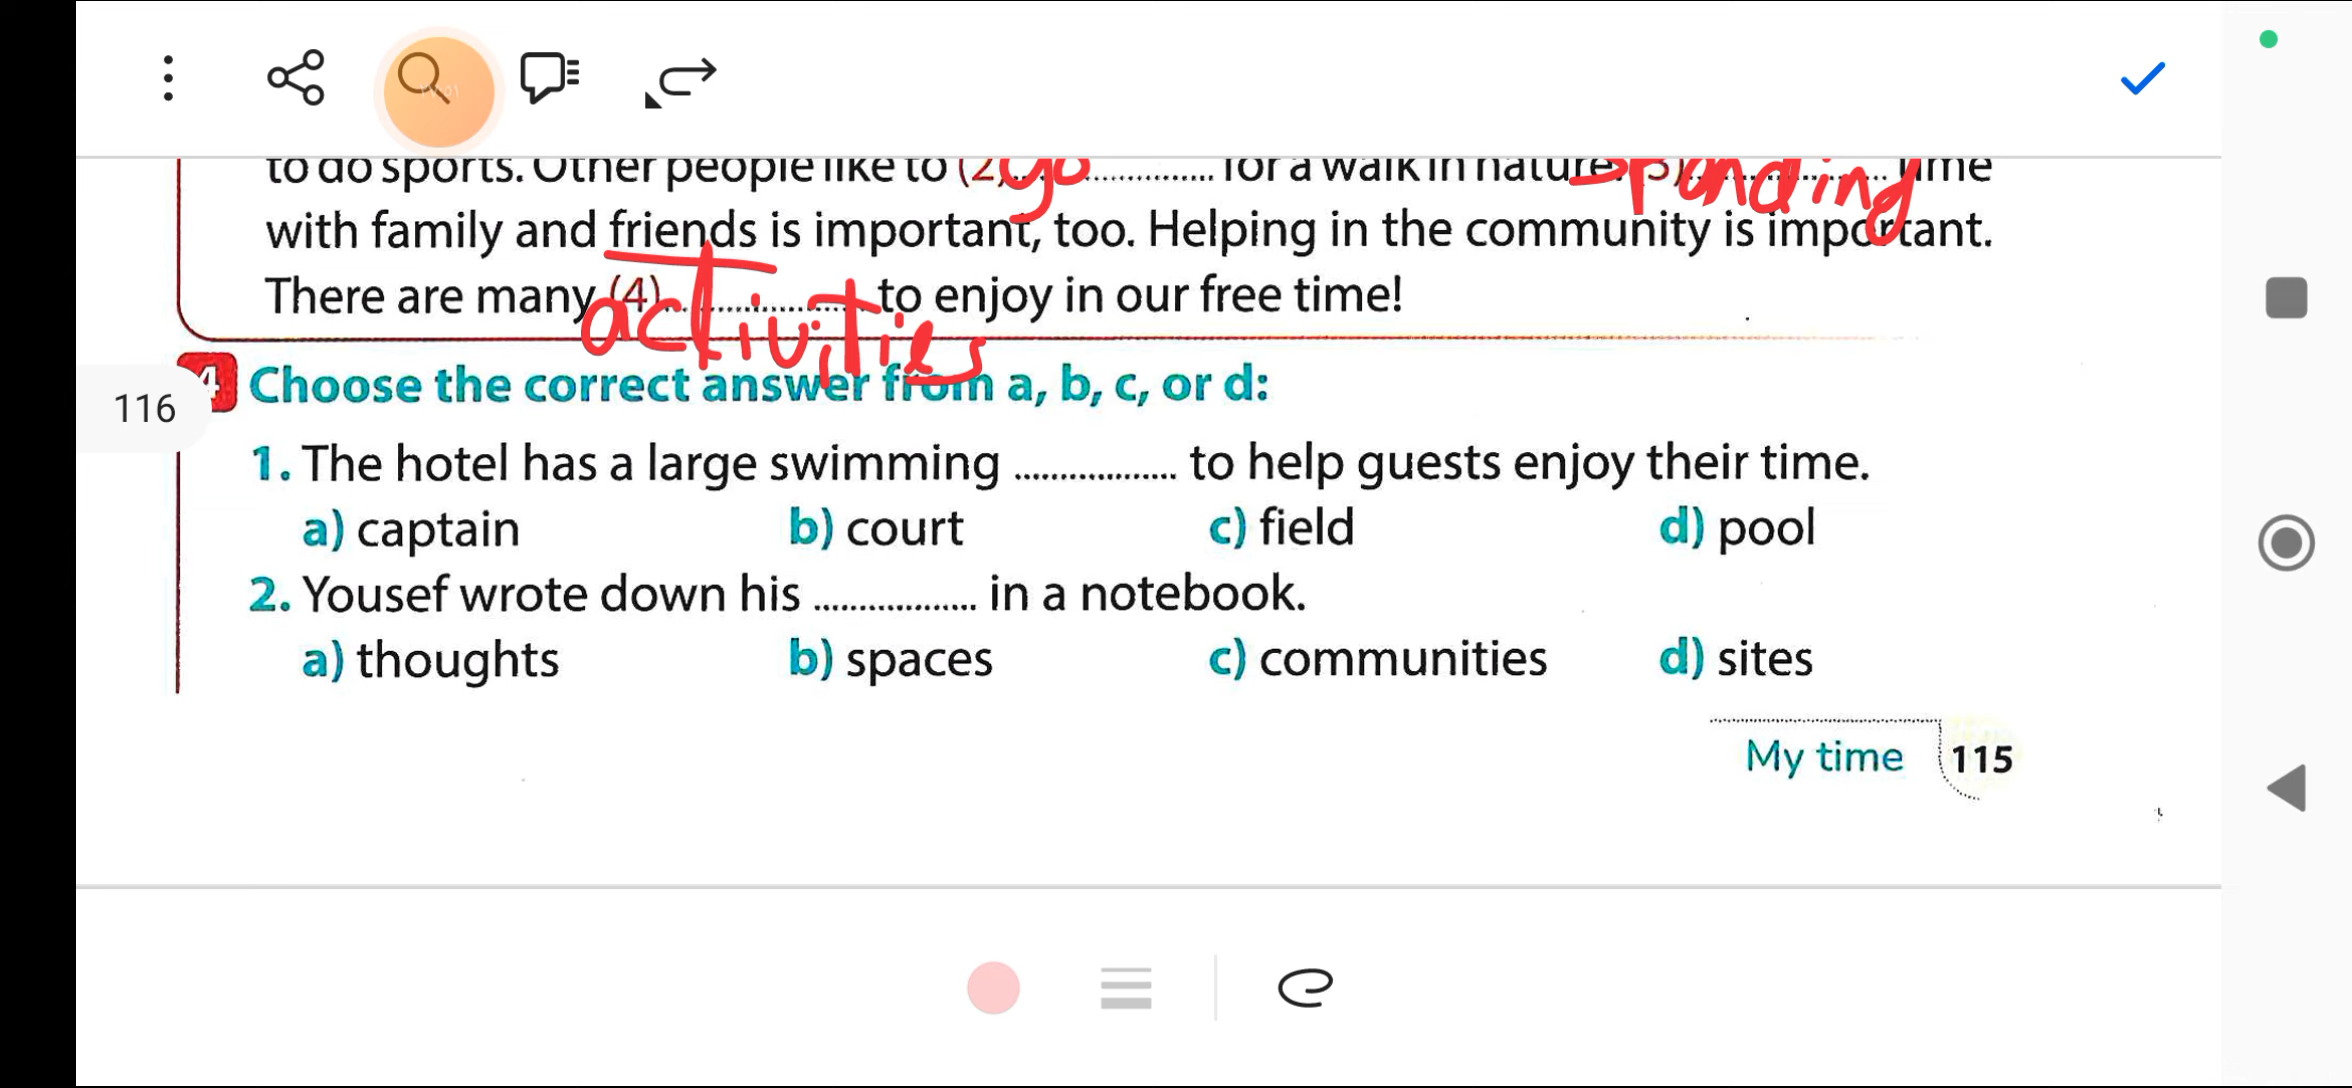 to do sports. Other people like to (2) go .............. for a walk in nature. (3) spending .............. time
with family and friends is important, too. Helping in the community is important.
There are many (4) activities .............. to enjoy in our free time!
4 Choose the correct answer from a, b, c, or d:
116
1. The hotel has a large swimming .................. to help guests enjoy their time.
a) captain b) court c) field d) pool
2. Yousef wrote down his .................. in a notebook.
a) thoughts b) spaces c) communities d) sites
My time 115